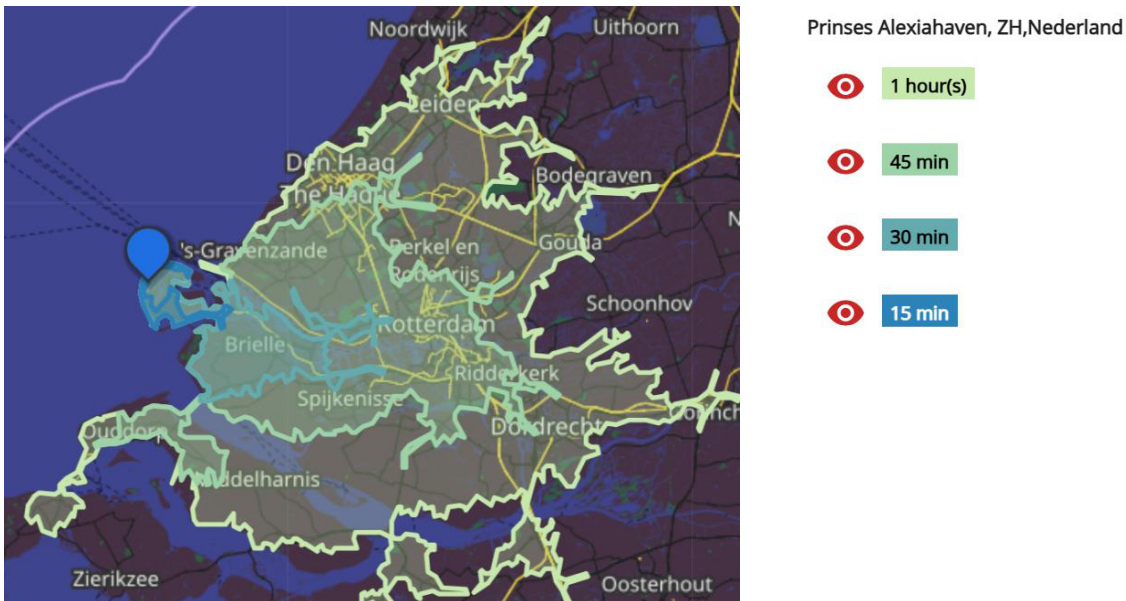 Noordwijk
Uithoorn
Leiden
Den Haag
The Hague
Bodegraven
's-Gravenzande
Berkel en
Rodenrijs
Gouda
Schoonhov
Rotterdam
Brielle
Ridderkerk
Spijkenisse
Dordrecht
Gorinch
Ouddorp
Middelharnis
Zierikzee
Oosterhout
N
Prinses Alexiahaven, ZH,Nederland
1 hour(s)
45 min
30 min
15 min